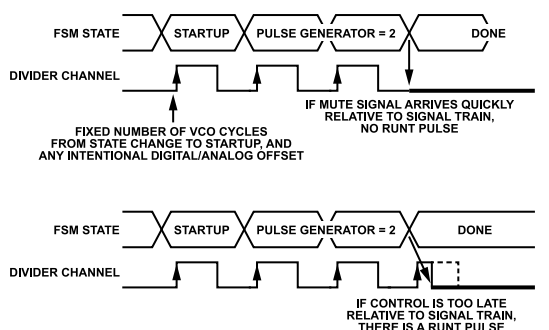 FSM STATE
STARTUP
PULSE GENERATOR = 2
DONE
DIVIDER CHANNEL
FIXED NUMBER OF VCO CYCLES
FROM STATE CHANGE TO STARTUP, AND
ANY INTENTIONAL DIGITAL/ANALOG OFFSET
IF MUTE SIGNAL ARRIVES QUICKLY
RELATIVE TO SIGNAL TRAIN,
NO RUNT PULSE
FSM STATE
STARTUP
PULSE GENERATOR = 2
DONE
DIVIDER CHANNEL
IF CONTROL IS TOO LATE
RELATIVE TO SIGNAL TRAIN,
THERE IS A RUNT PULSE